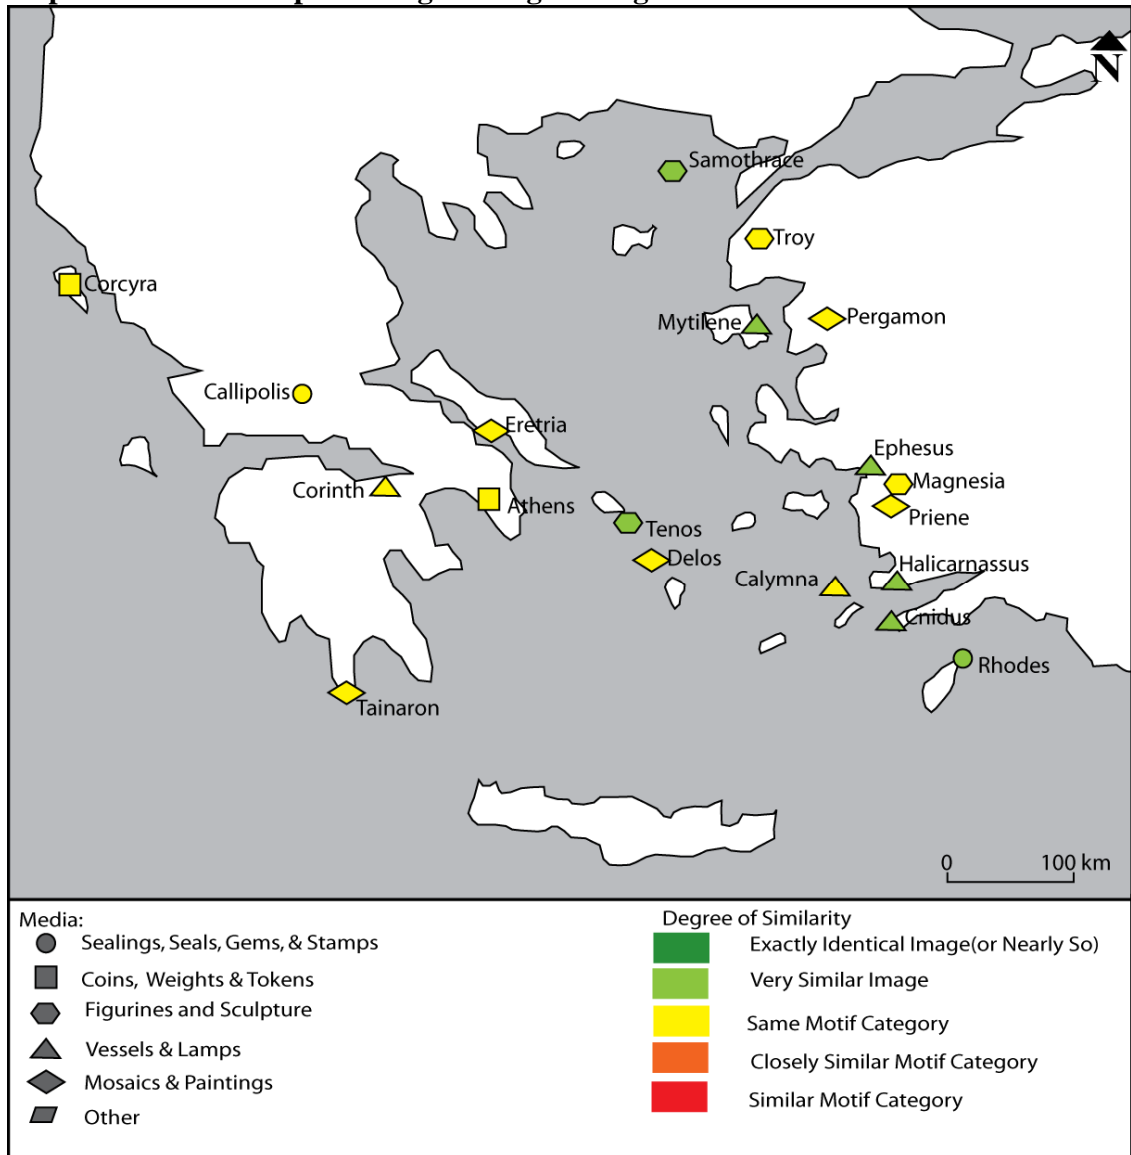 N
Samothrace
Troy
Corcyra
Mytilene
Pergamon
Callipolis
Eretria
Ephesus
Corinth
Magnesia
Athens
Priene
Tenos
Delos
Halicarnassus
Calymna
Cnidus
Rhodes
Tainaron
0 100 km
Media:
Sealings, Seals, Gems, & Stamps
Coins, Weights & Tokens
Figurines and Sculpture
Vessels & Lamps
Mosaics & Paintings
Other
Degree of Similarity
Exactly Identical Image(or Nearly So)
Very Similar Image
Same Motif Category
Closely Similar Motif Category
Similar Motif Category